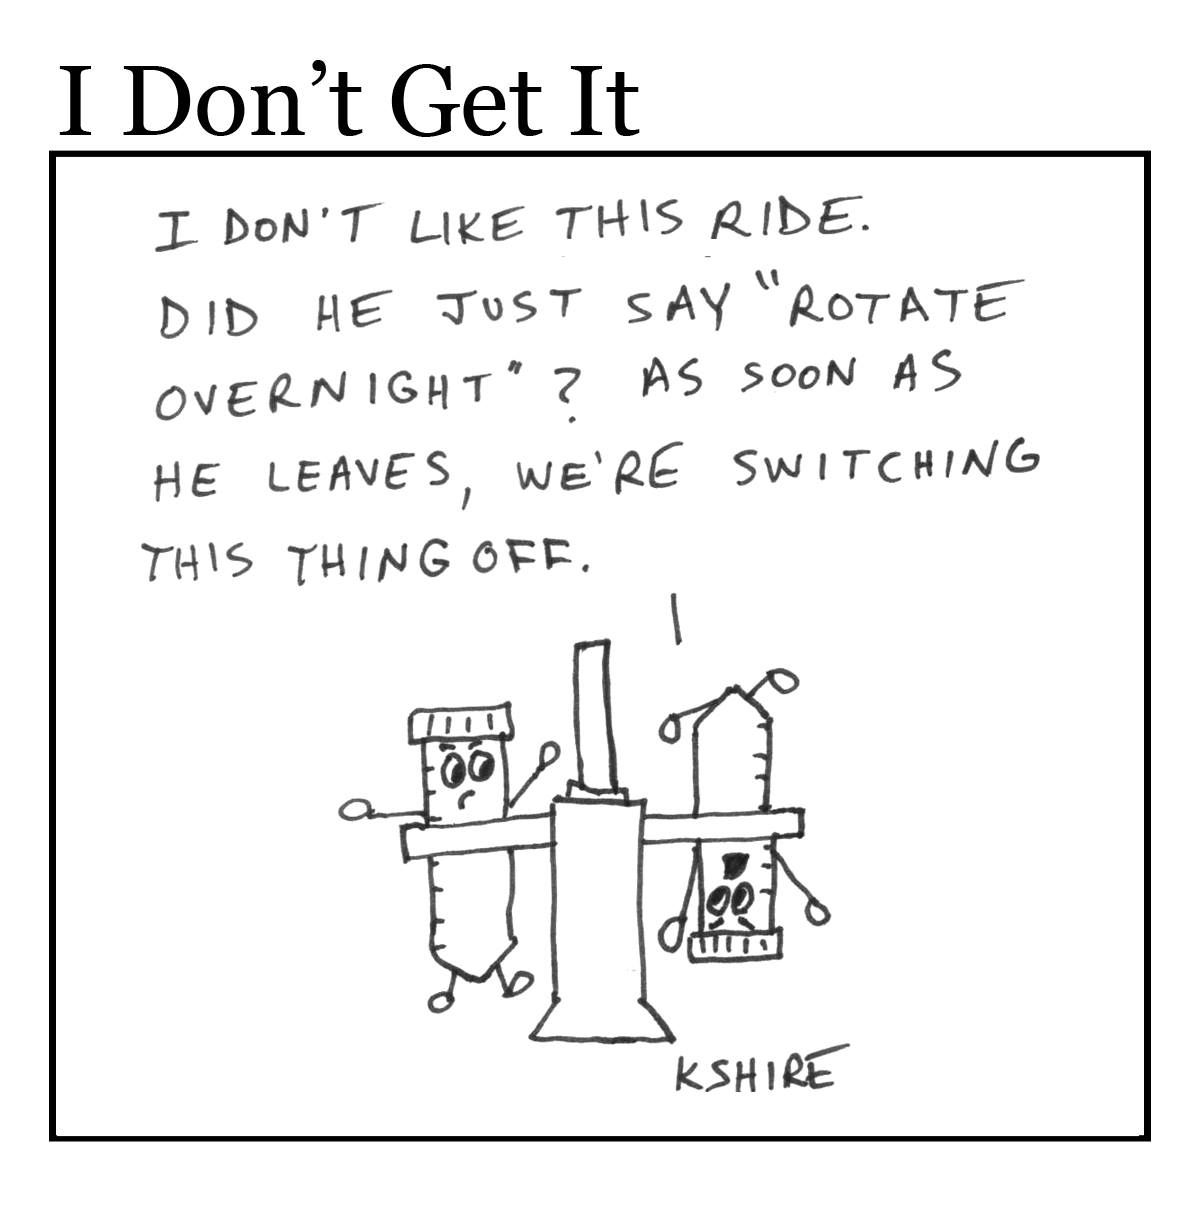 I Don’t Get It
I DON'T LIKE THIS RIDE.
DID HE JUST SAY "ROTATE
OVERNIGHT"? AS SOON AS
HE LEAVES, WE'RE SWITCHING
THIS THING OFF.
KSHIRE